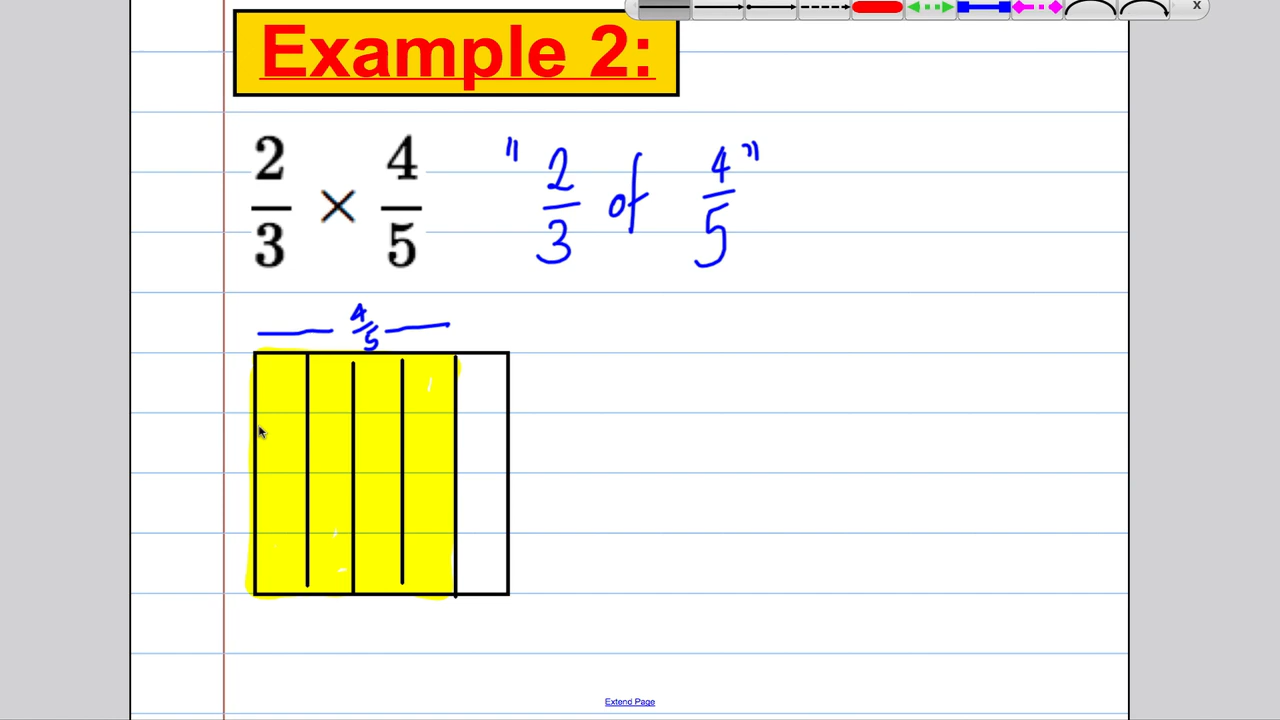 Example 2:
2/3 × 4/5 " 2/3 of 4/5 "
4/5
Extend Page
x